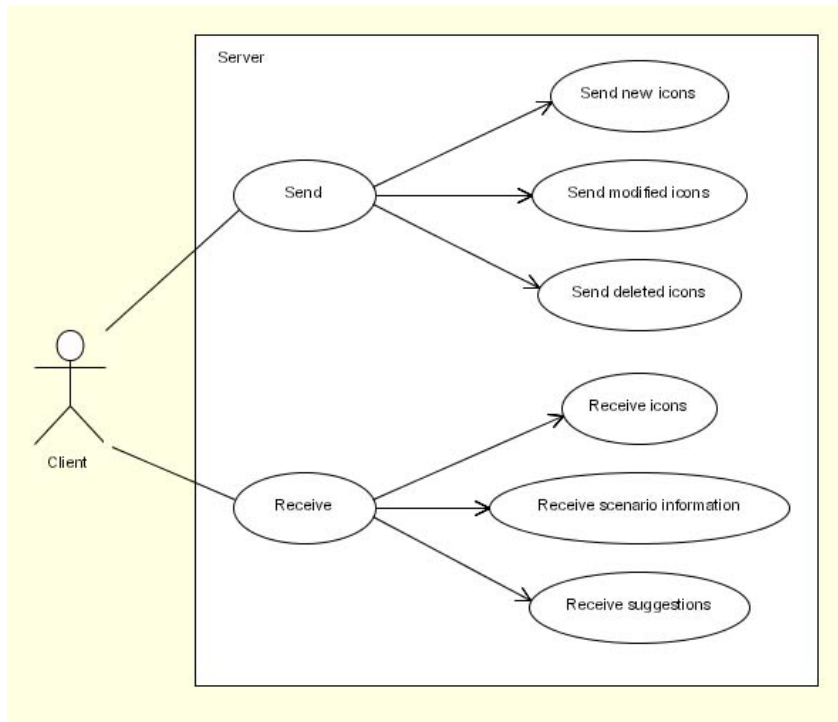 Server
Send new icons
Send
Send modified icons
Send deleted icons
Receive icons
Client
Receive
Receive scenario information
Receive suggestions